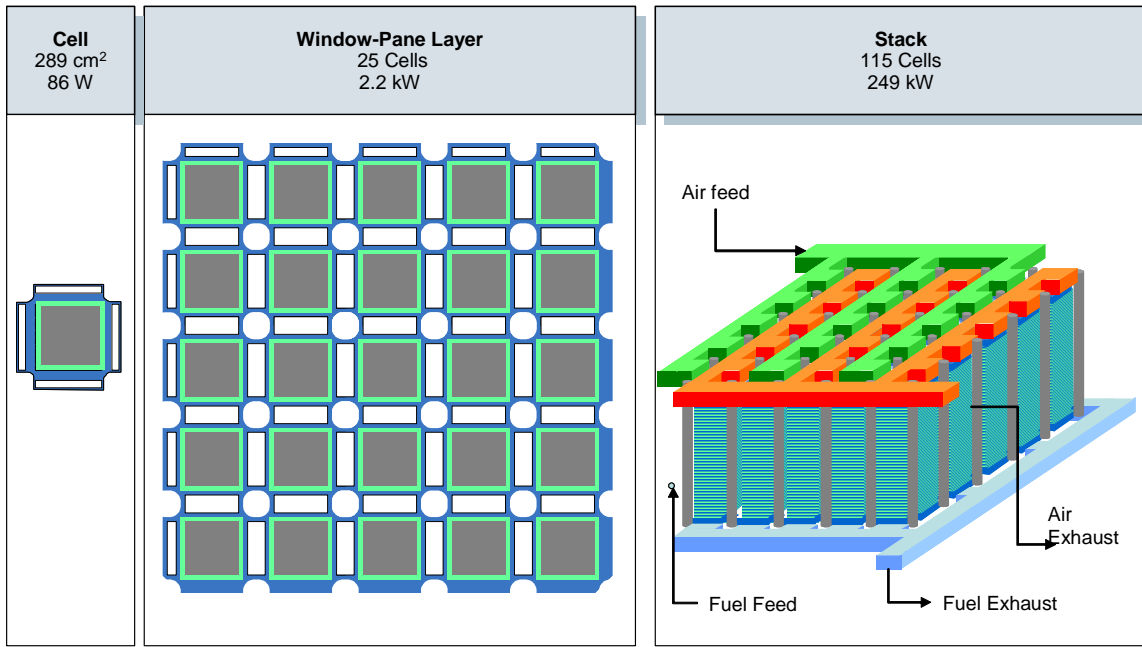 Cell
289 cm²
86 W
Window-Pane Layer
25 Cells
2.2 kW
Stack
115 Cells
249 kW
Air feed
Air
Exhaust
Fuel Feed
Fuel Exhaust